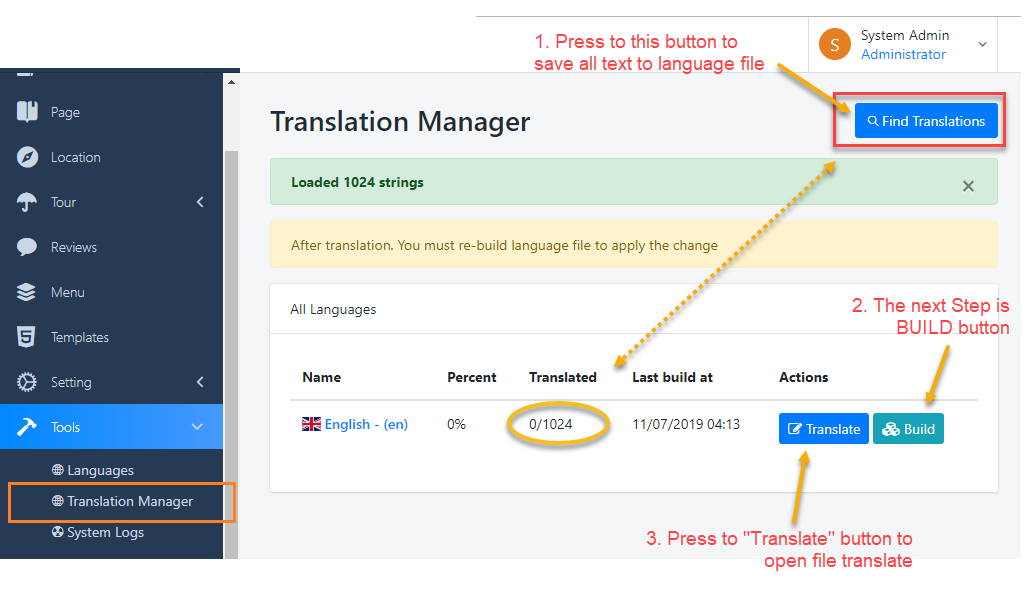 1. Press to this button to
save all text to language file
S
System Admin
Administrator
Page
Location
Tour
Reviews
Menu
Templates
Setting
Tools
Languages
Translation Manager
System Logs
Translation Manager
Find Translations
Loaded 1024 strings
×
After translation. You must re-build language file to apply the change
All Languages
2. The next Step is
BUILD button
Name Percent Translated Last build at Actions
English - (en) 0% 0/1024 11/07/2019 04:13 Translate Build
3. Press to "Translate" button to
open file translate